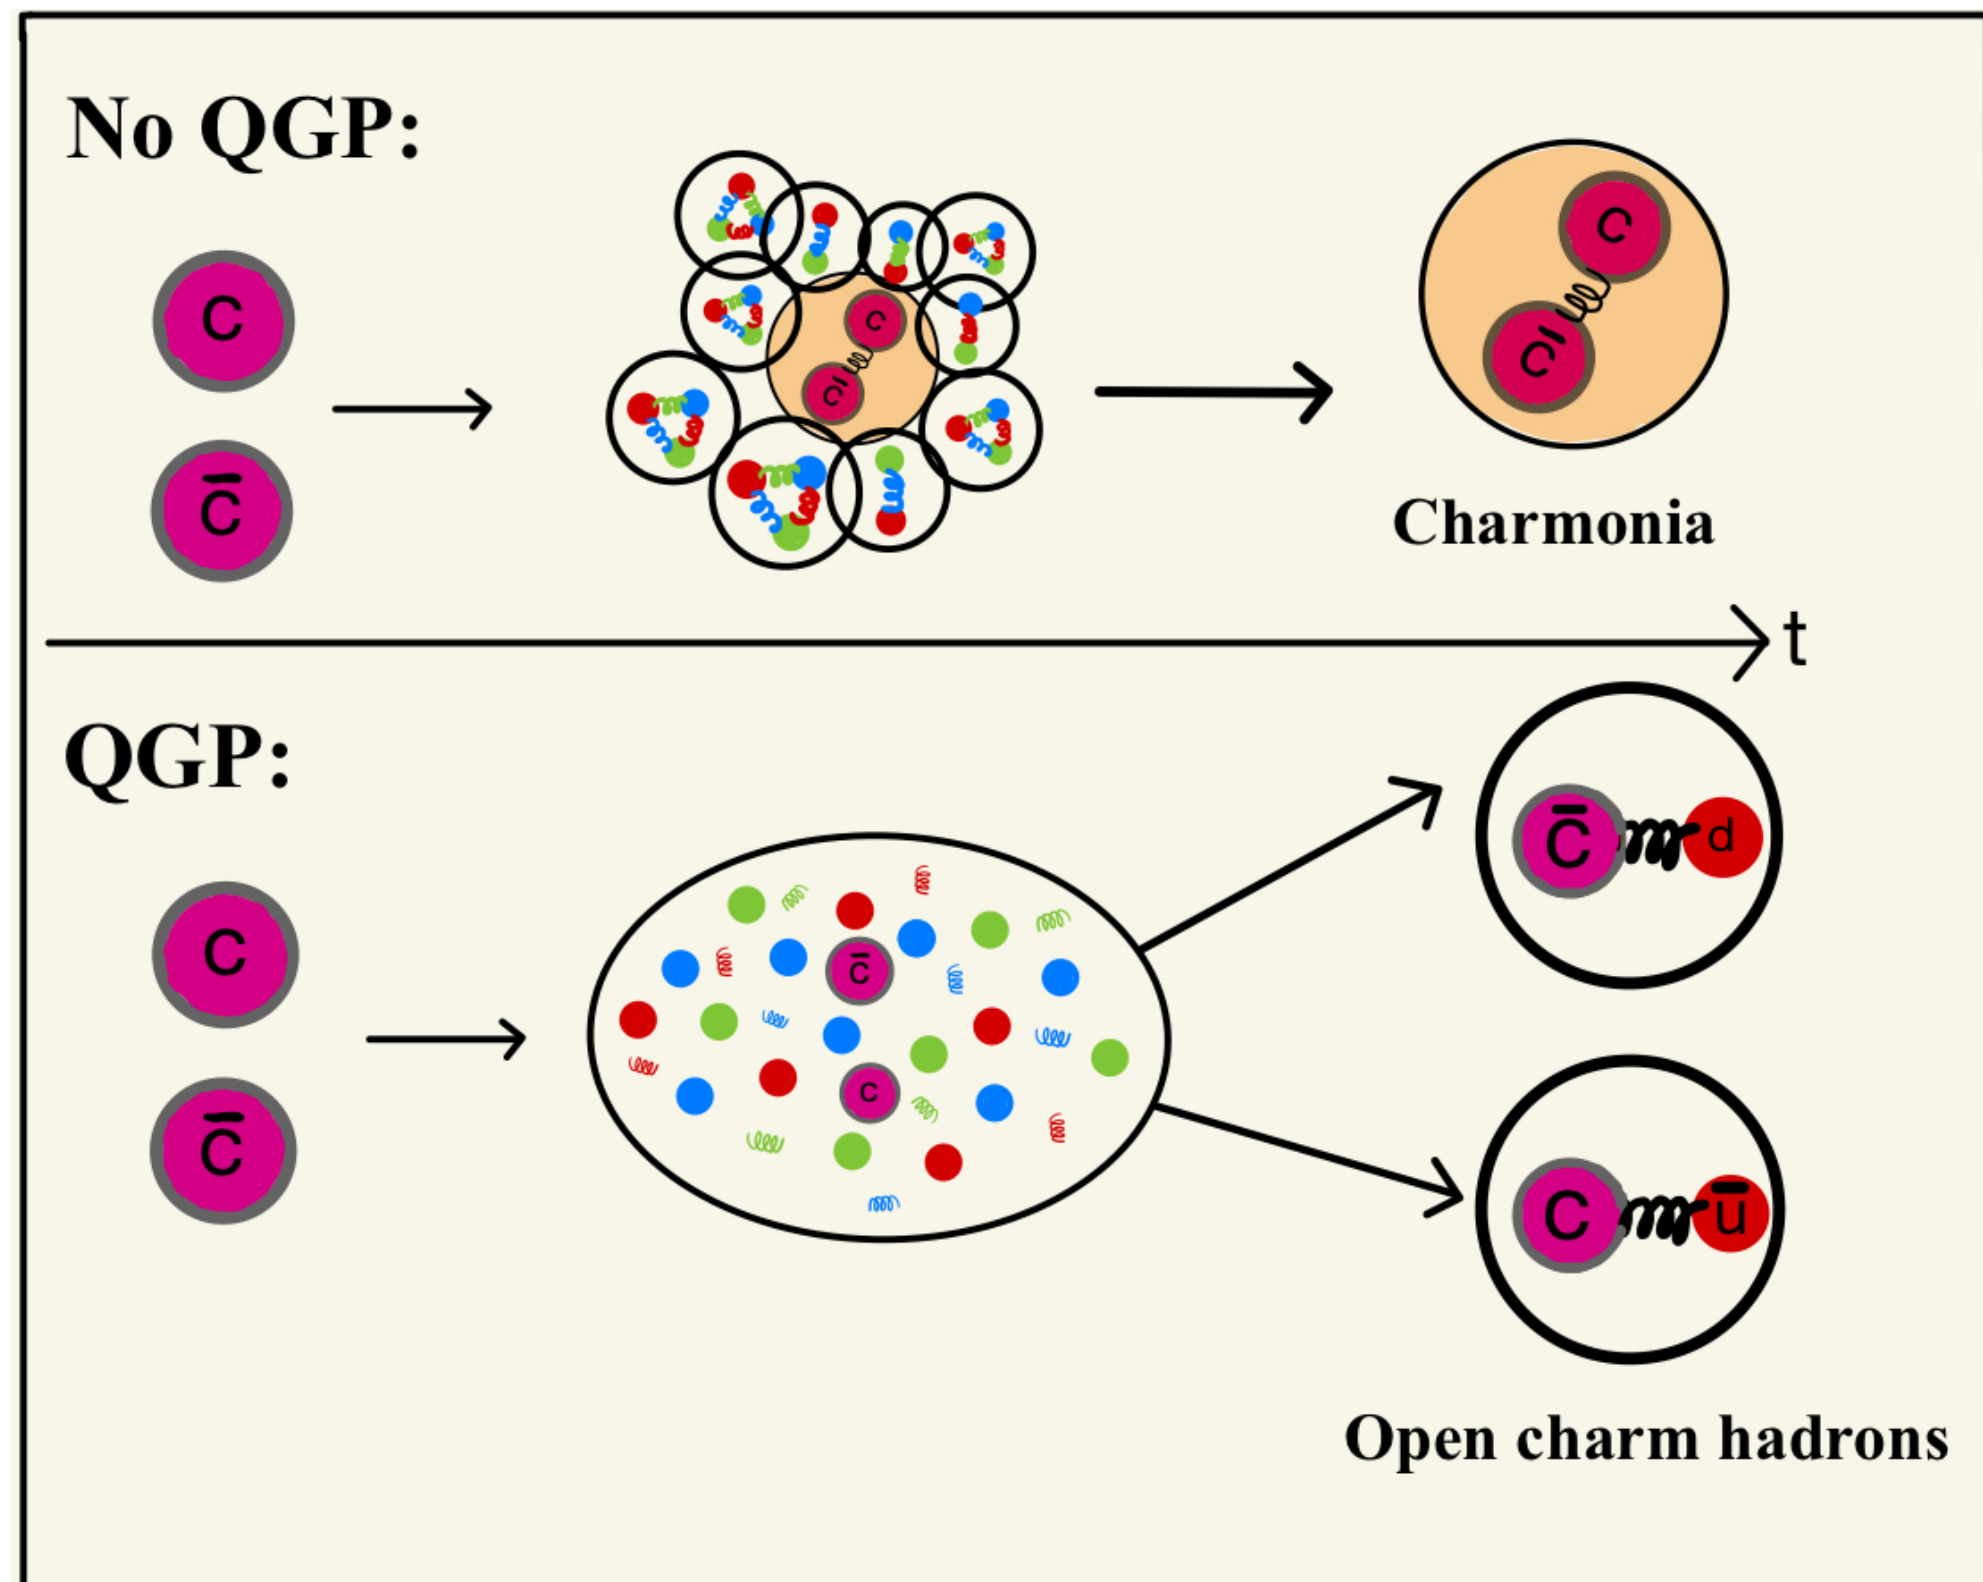 No QGP:
C
C̄
C
C̄
C
C̄
Charmonia
t
QGP:
C
C̄
C̄
C
C̄ d
C ū
Open charm hadrons